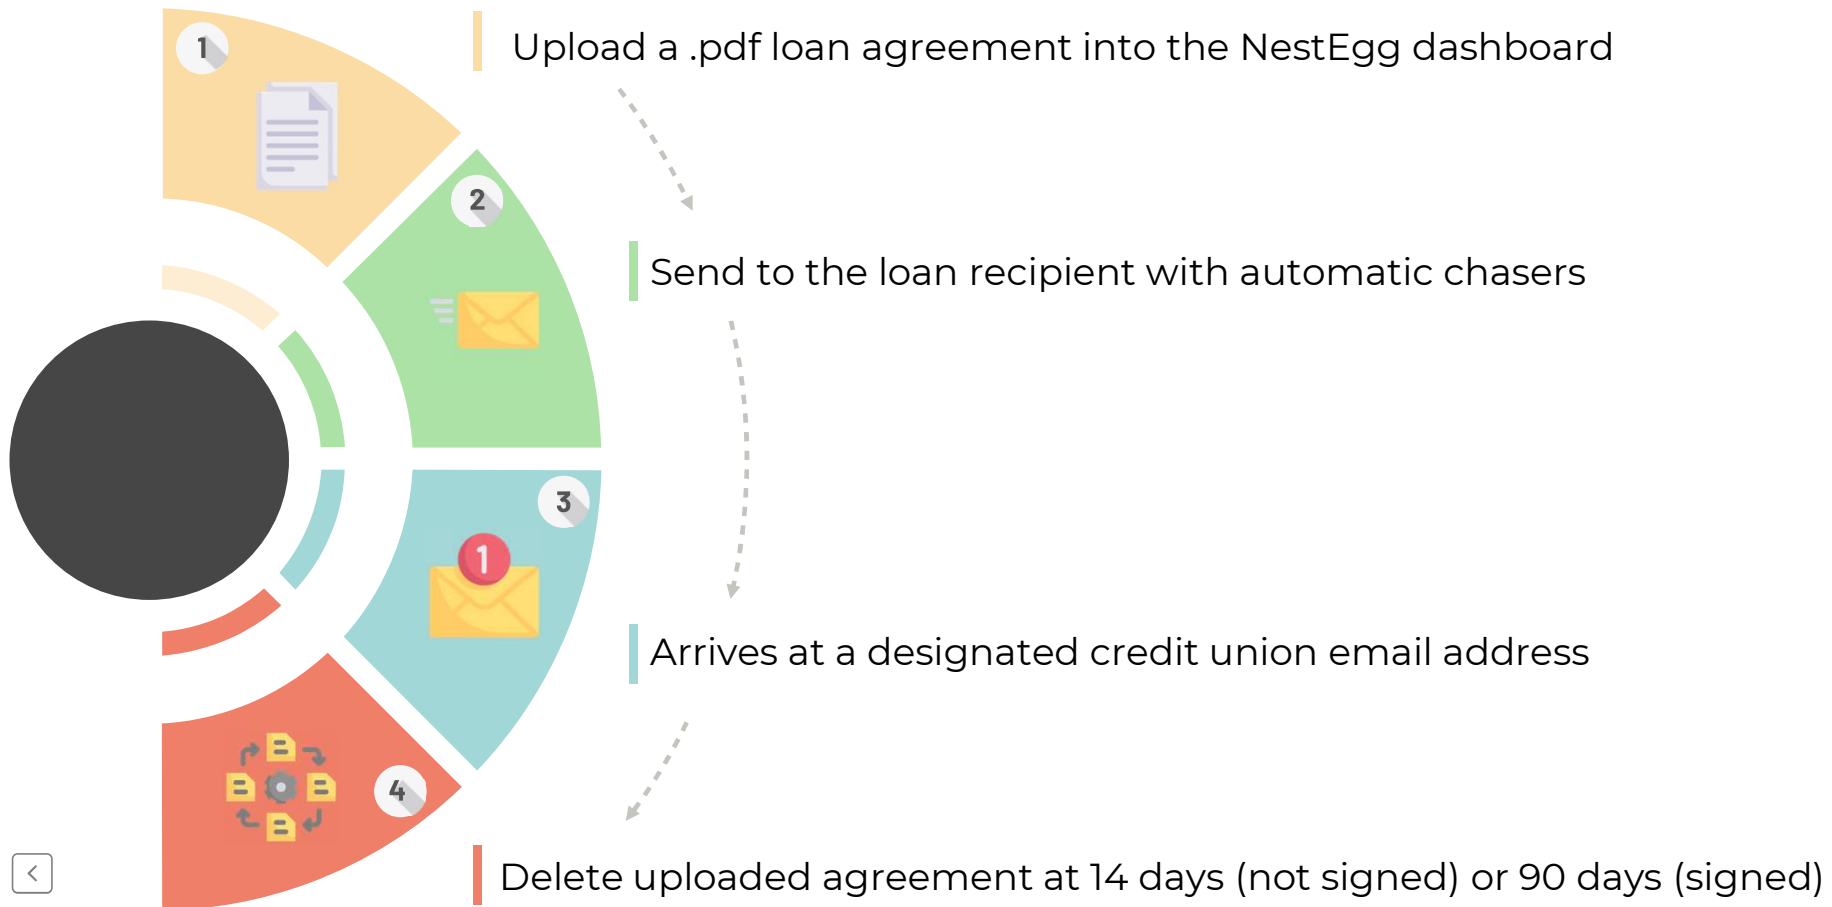 1
Upload a .pdf loan agreement into the NestEgg dashboard
2
Send to the loan recipient with automatic chasers
3
1
Arrives at a designated credit union email address
4
Delete uploaded agreement at 14 days (not signed) or 90 days (signed)